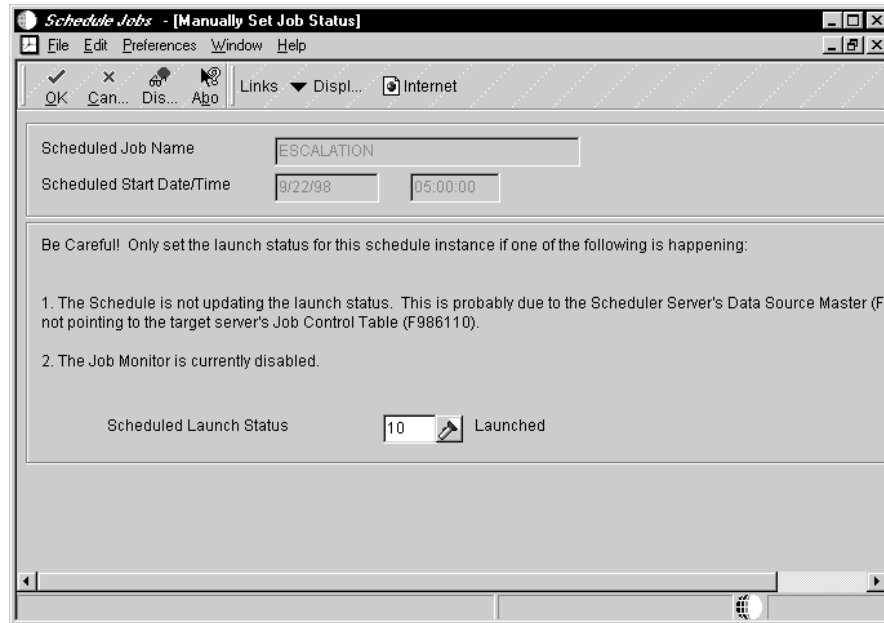 Schedule Jobs - [Manually Set Job Status]
File Edit Preferences Window Help
OK Can... Dis... Abo Links Displ... Internet
Scheduled Job Name ESCALATION
Scheduled Start Date/Time 9/22/98 05:00:00
Be Careful! Only set the launch status for this schedule instance if one of the following is happening:
1. The Schedule is not updating the launch status. This is probably due to the Scheduler Server's Data Source Master (F
not pointing to the target server's Job Control Table (F986110).
2. The Job Monitor is currently disabled.
Scheduled Launch Status 10 Launched